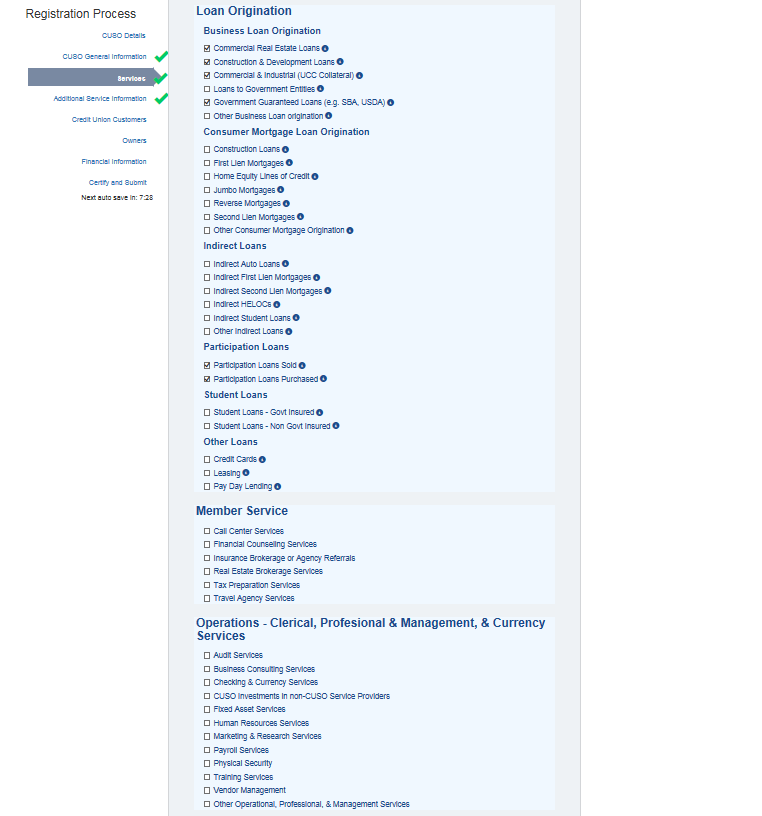 Registration Process
CUSO Details
CUSO General Information
Services
Additional Service Information
Credit Union Customers
Owners
Financial Information
Certify and Submit
Next auto save in: 7:28
Loan Origination
Business Loan Origination
Commercial Real Estate Loans
Construction & Development Loans
Commercial & Industrial (UCC Collateral)
Loans to Government Entities
Government Guaranteed Loans (e.g. SBA, USDA)
Other Business Loan origination
Consumer Mortgage Loan Origination
Construction Loans
First Lien Mortgages
Home Equity Lines of Credit
Jumbo Mortgages
Reverse Mortgages
Second Lien Mortgages
Other Consumer Mortgage Origination
Indirect Loans
Indirect Auto Loans
Indirect First Lien Mortgages
Indirect Second Lien Mortgages
Indirect HELOCs
Indirect Student Loans
Other Indirect Loans
Participation Loans
Participation Loans Sold
Participation Loans Purchased
Student Loans
Student Loans - Govt Insured
Student Loans - Non Govt Insured
Other Loans
Credit Cards
Leasing
Pay Day Lending
Member Service
Call Center Services
Financial Counseling Services
Insurance Brokerage or Agency Referrals
Real Estate Brokerage Services
Tax Preparation Services
Travel Agency Services
Operations - Clerical, Profesional & Management, & Currency
Services
Audit Services
Business Consulting Services
Checking & Currency Services
CUSO Investments in non-CUSO Service Providers
Fixed Asset Services
Human Resources Services
Marketing & Research Services
Payroll Services
Physical Security
Training Services
Vendor Management
Other Operational, Professional, & Management Services